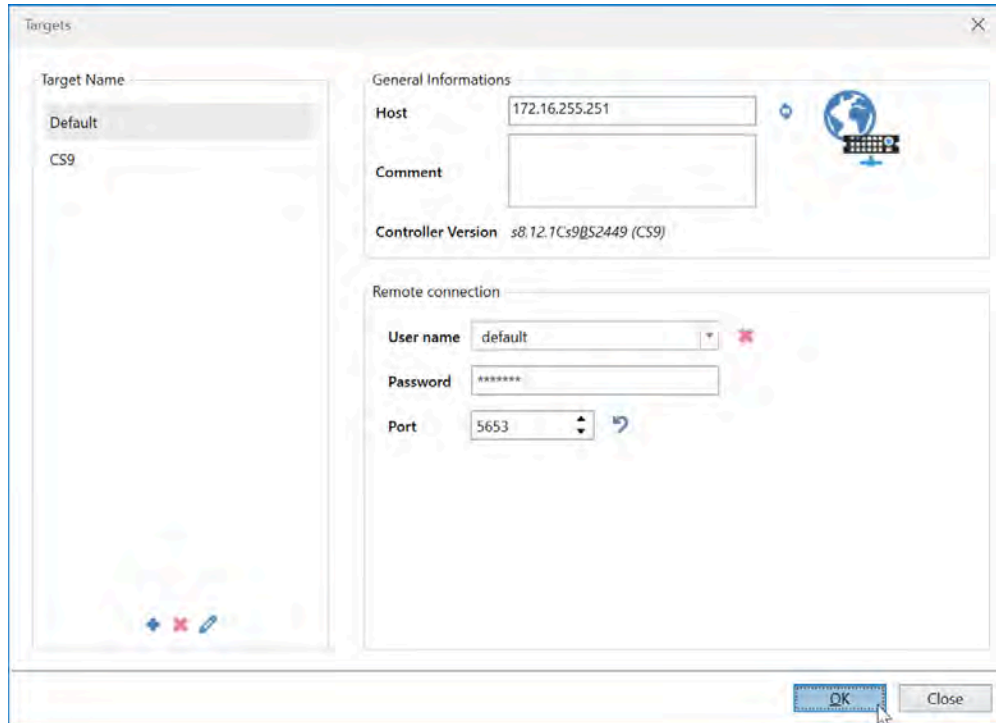 Targets
Target Name
Default
CS9
General Informations
Host 172.16.255.251
Comment
Controller Version s8.12.1Cs9BS2449 (CS9)
Remote connection
User name default
Password *******
Port 5653
OK Close